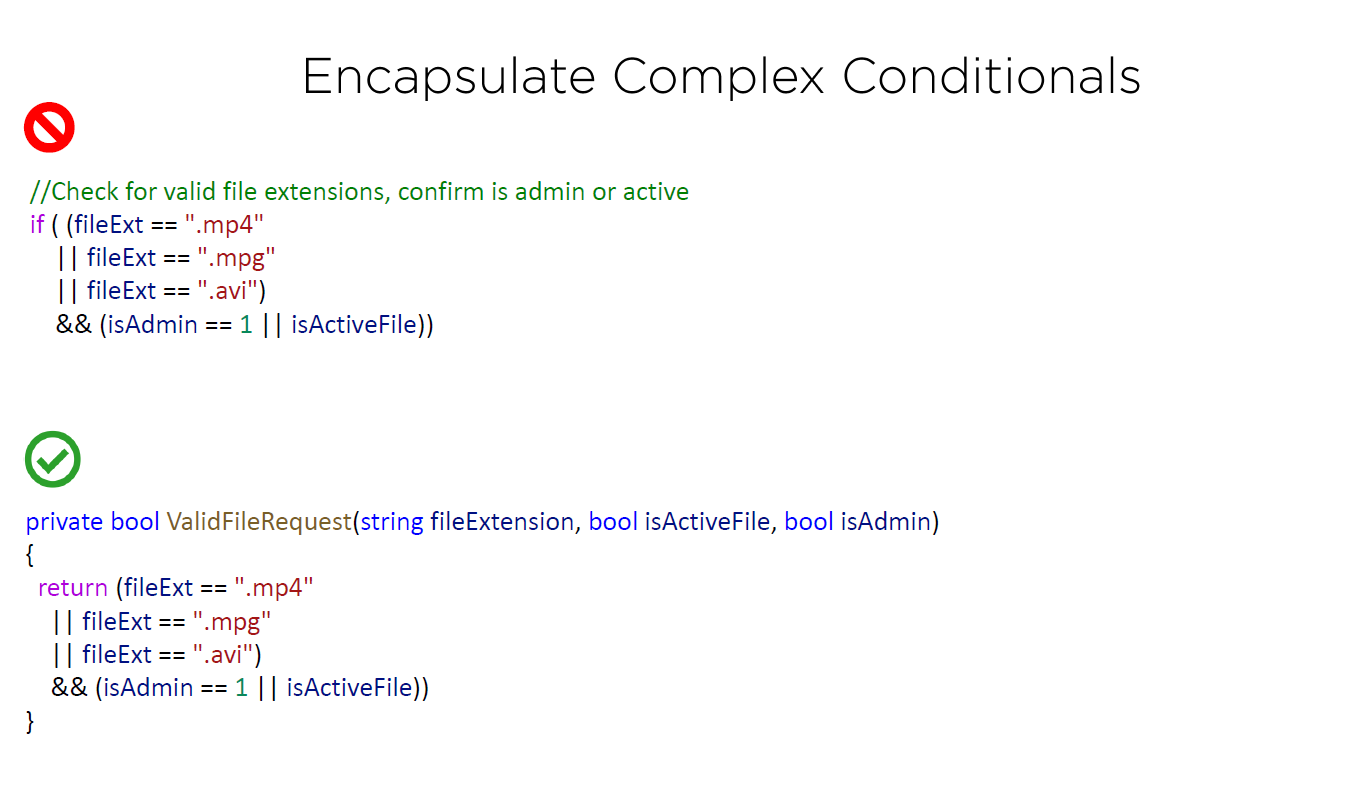 Encapsulate Complex Conditionals
//Check for valid file extensions, confirm is admin or active
if ( (fileExt == ".mp4"
|| fileExt == ".mpg"
|| fileExt == ".avi")
&& (isAdmin == 1 || isActiveFile))
private bool ValidFileRequest(string fileExtension, bool isActiveFile, bool isAdmin)
{
return (fileExt == ".mp4"
|| fileExt == ".mpg"
|| fileExt == ".avi")
&& (isAdmin == 1 || isActiveFile))
}